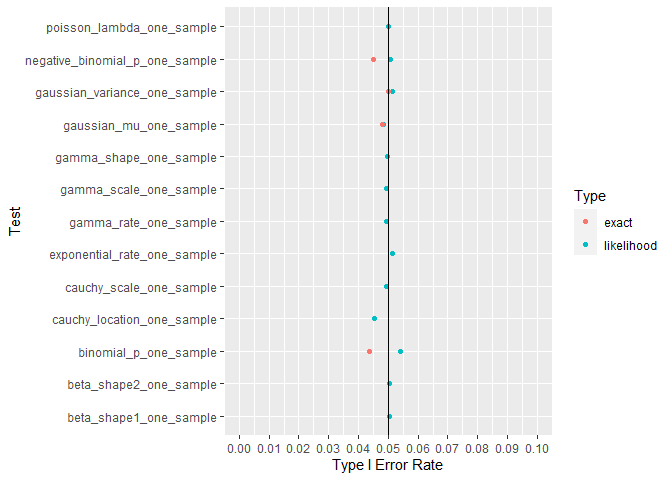 poisson_lambda_one_sample
negative_binomial_p_one_sample
gaussian_variance_one_sample
gaussian_mu_one_sample
gamma_shape_one_sample
gamma_scale_one_sample
gamma_rate_one_sample
exponential_rate_one_sample
cauchy_scale_one_sample
cauchy_location_one_sample
binomial_p_one_sample
beta_shape2_one_sample
beta_shape1_one_sample
Test
0.00 0.01 0.02 0.03 0.04 0.05 0.06 0.07 0.08 0.09 0.10
Type I Error Rate
Type
exact
likelihood